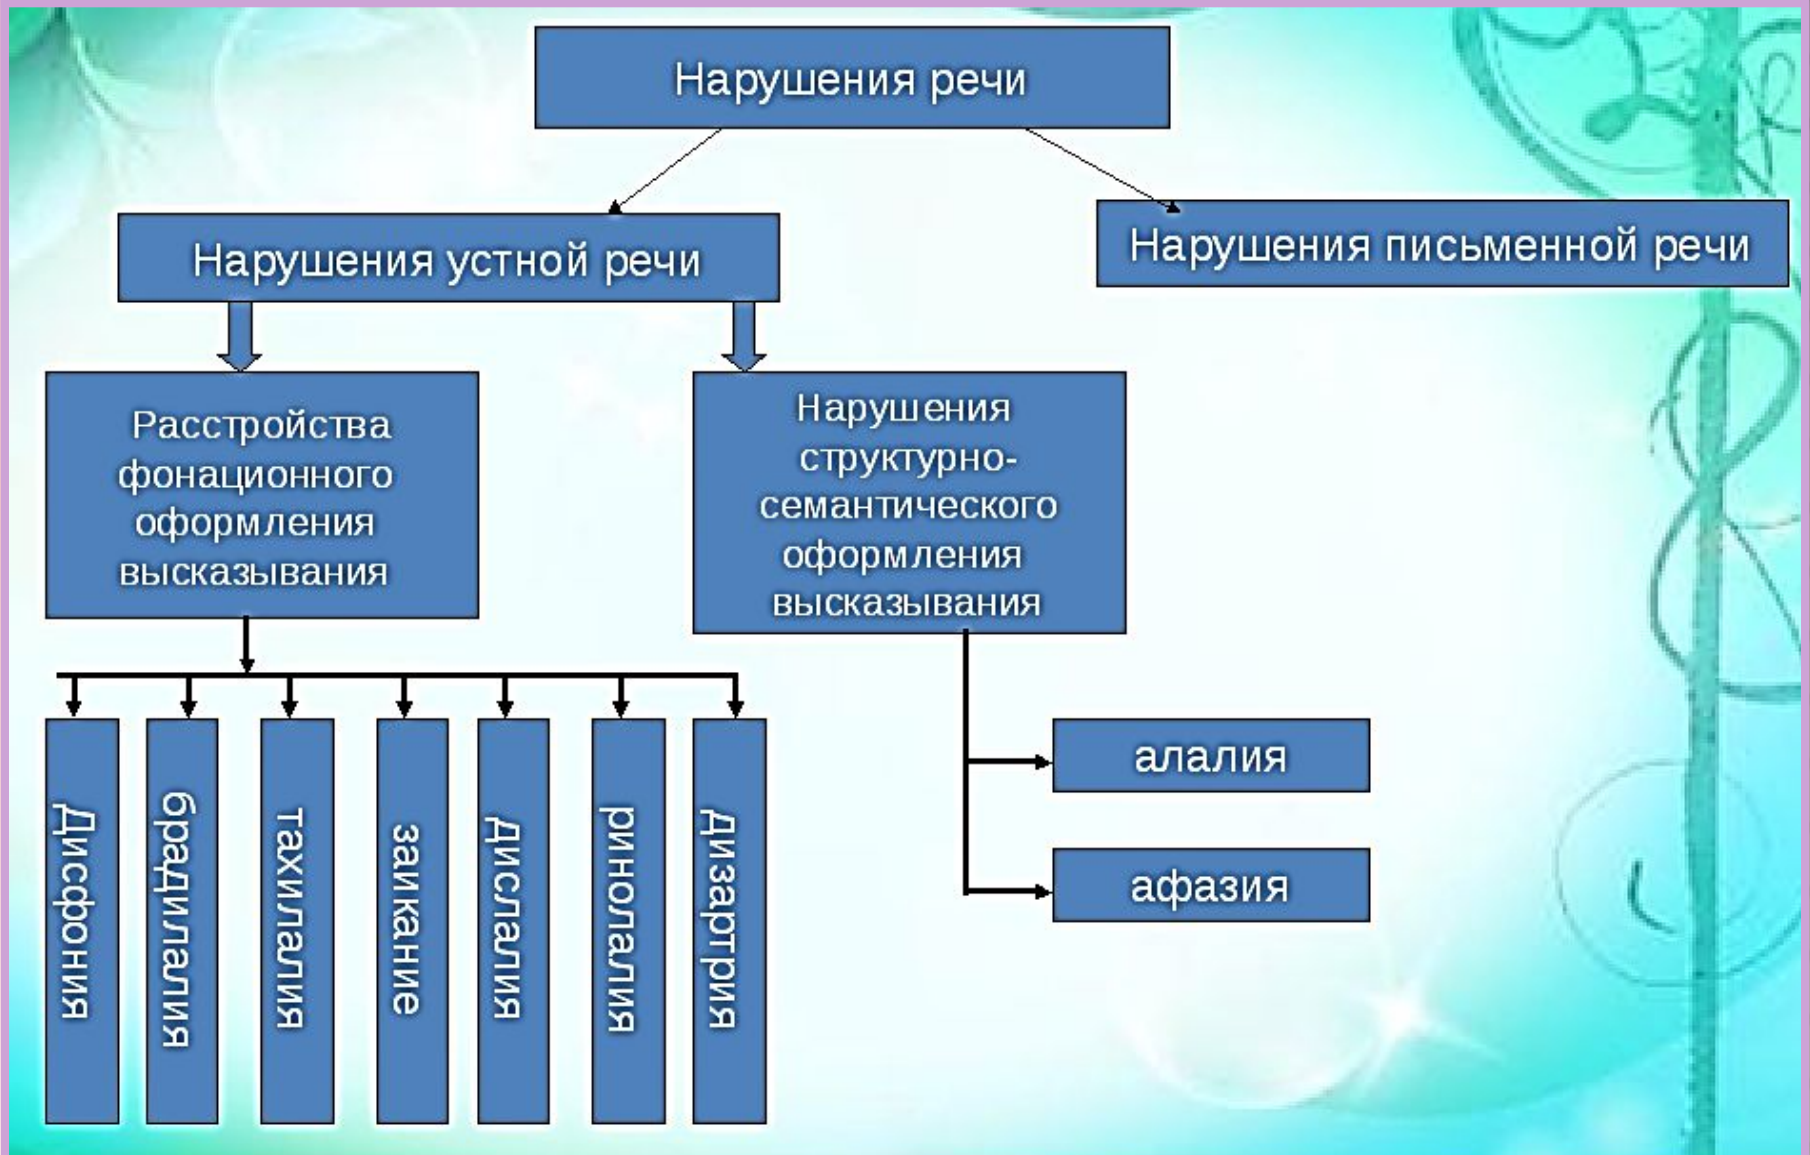 Нарушения речи
Нарушения устной речи
Нарушения письменной речи
Расстройства
фонационного
оформления
высказывания
Нарушения
структурно-
семантического
оформления
высказывания
Дисфония
брадилалия
тахилалия
заикание
дислалия
ринолалия
дизартрия
алалия
афазия